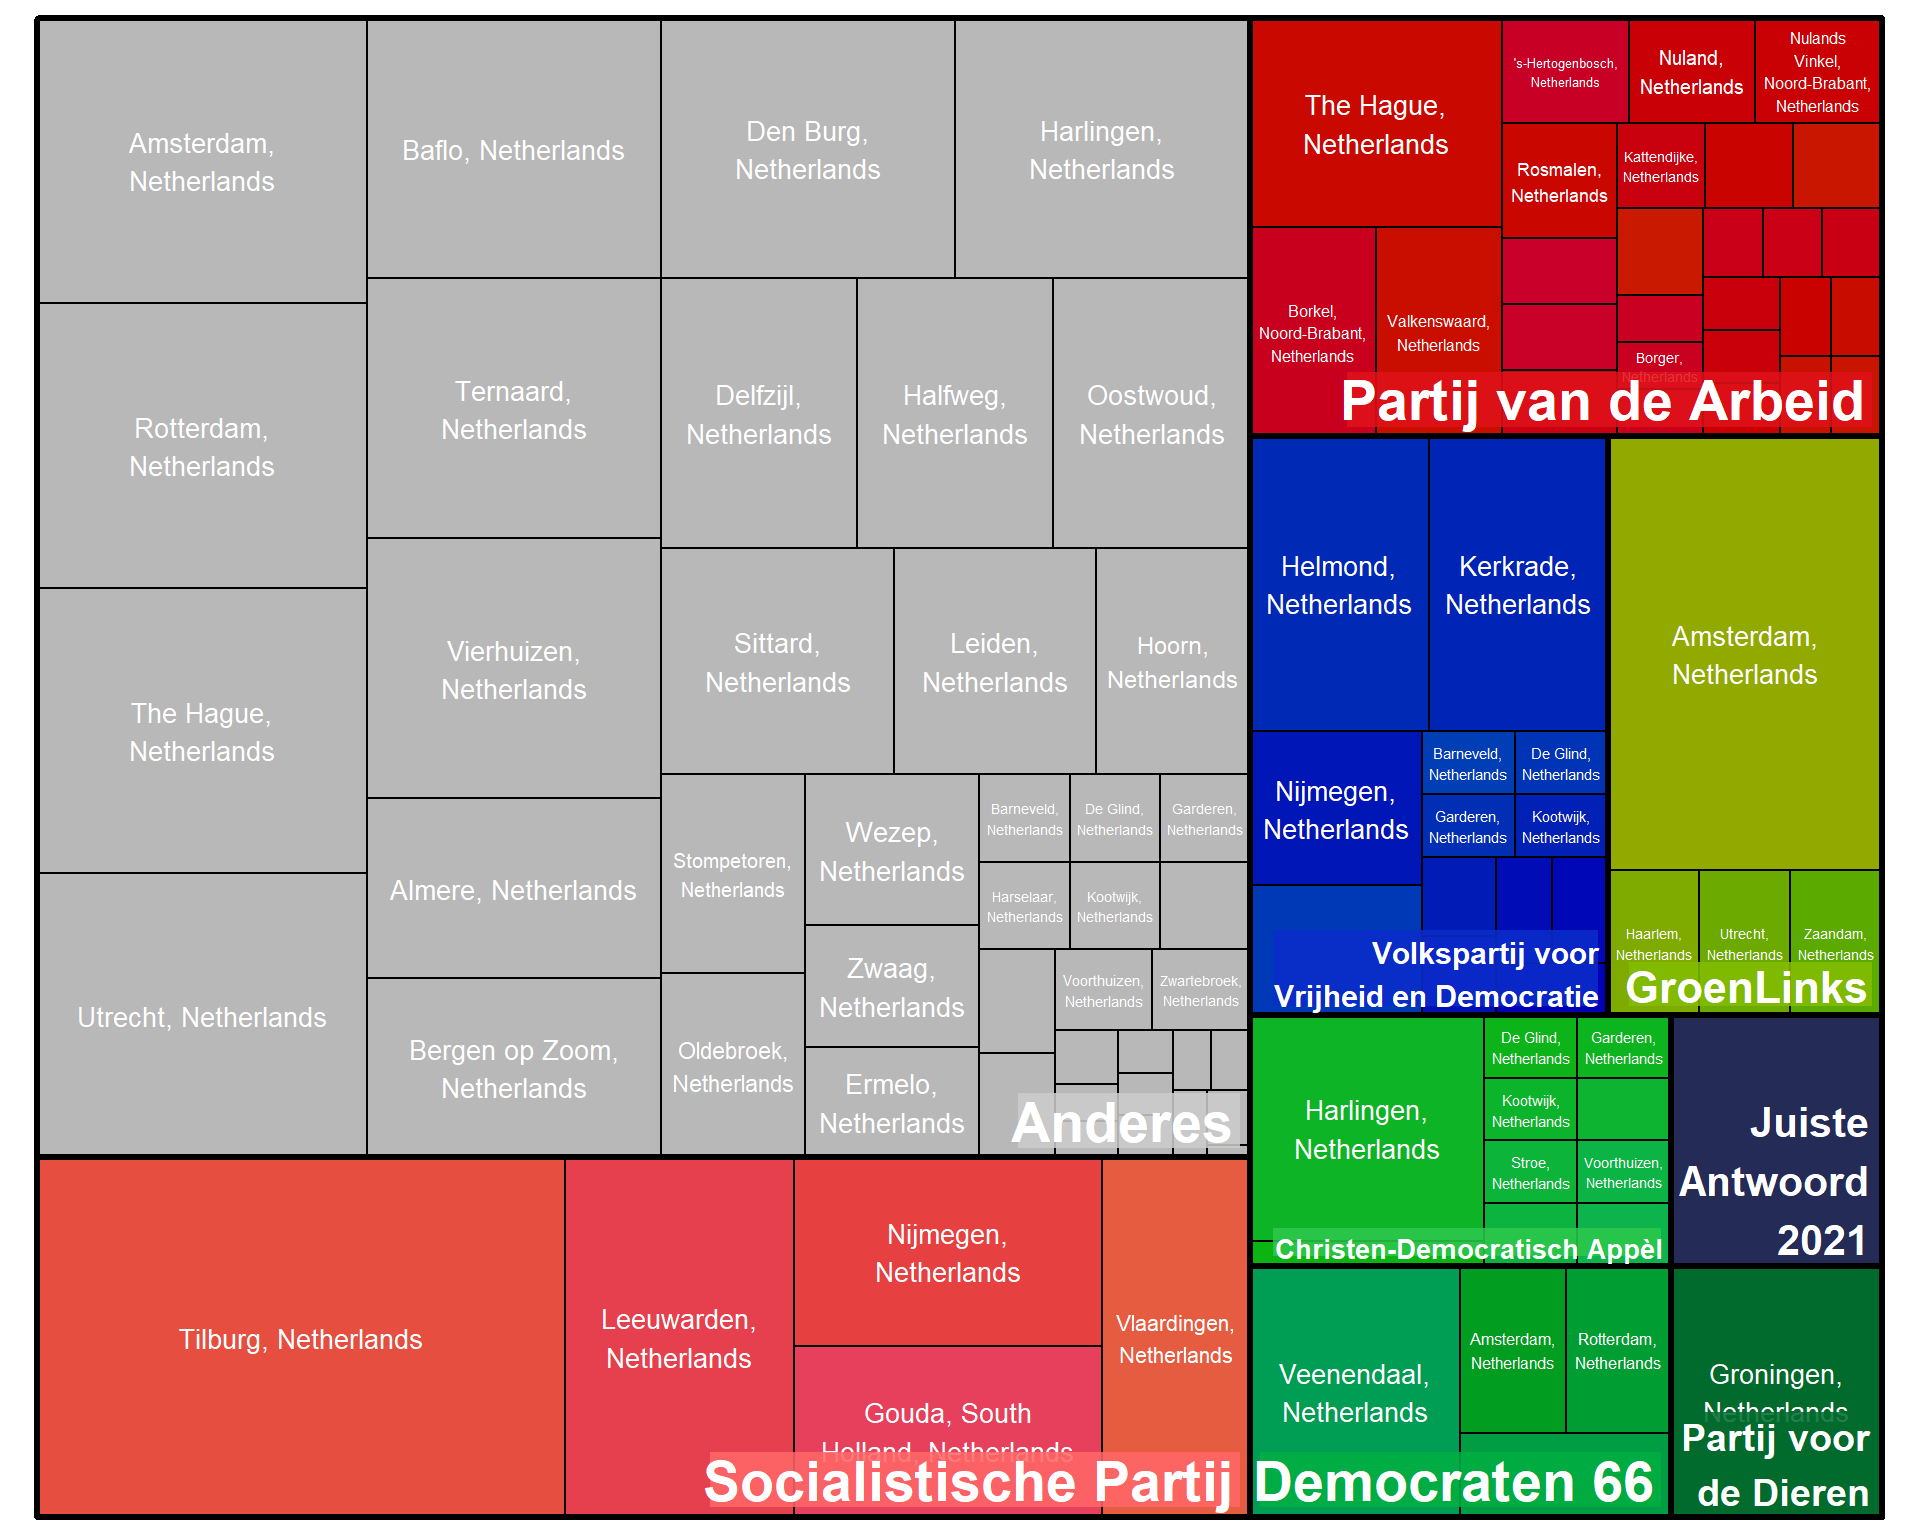 Amsterdam,
Netherlands
Rotterdam,
Netherlands
The Hague,
Netherlands
Utrecht, Netherlands
Baflo, Netherlands
Ternaard,
Netherlands
Vierhuizen,
Netherlands
Almere, Netherlands
Bergen op Zoom,
Netherlands
Den Burg,
Netherlands
Harlingen,
Netherlands
Delfzijl,
Netherlands
Halfweg,
Netherlands
Oostwoud,
Netherlands
Sittard,
Netherlands
Leiden,
Netherlands
Hoorn,
Netherlands
Stompetoren,
Netherlands
Oldebroek,
Netherlands
Wezep,
Netherlands
Zwaag,
Netherlands
Ermelo,
Netherlands
Barneveld,
Netherlands
De Glind,
Netherlands
Garderen,
Netherlands
Harselaar,
Netherlands
Kootwijk,
Netherlands
Voorthuizen,
Netherlands
Zwartebroek,
Netherlands
Anderes
Tilburg, Netherlands
Leeuwarden,
Netherlands
Nijmegen,
Netherlands
Gouda, South
Holland, Netherlands
Vlaardingen,
Netherlands
Socialistische Partij
The Hague,
Netherlands
's-Hertogenbosch,
Netherlands
Nuland,
Netherlands
Nulands
Vinkel,
Noord-Brabant,
Netherlands
Rosmalen,
Netherlands
Kattendijke,
Netherlands
Borkel,
Noord-Brabant,
Netherlands
Valkenswaard,
Netherlands
Borger,
Netherlands
Partij van de Arbeid
Helmond,
Netherlands
Kerkrade,
Netherlands
Nijmegen,
Netherlands
Barneveld,
Netherlands
De Glind,
Netherlands
Garderen,
Netherlands
Kootwijk,
Netherlands
Volkspartij voor
Vrijheid en Democratie
Amsterdam,
Netherlands
Haarlem,
Netherlands
Utrecht,
Netherlands
Zaandam,
Netherlands
GroenLinks
Harlingen,
Netherlands
De Glind,
Netherlands
Garderen,
Netherlands
Kootwijk,
Netherlands
Stroe,
Netherlands
Voorthuizen,
Netherlands
Christen-Democratisch Appèl
Juiste
Antwoord
2021
Veenendaal,
Netherlands
Amsterdam,
Netherlands
Rotterdam,
Netherlands
Democraten 66
Groningen,
Netherlands
Partij voor
de Dieren